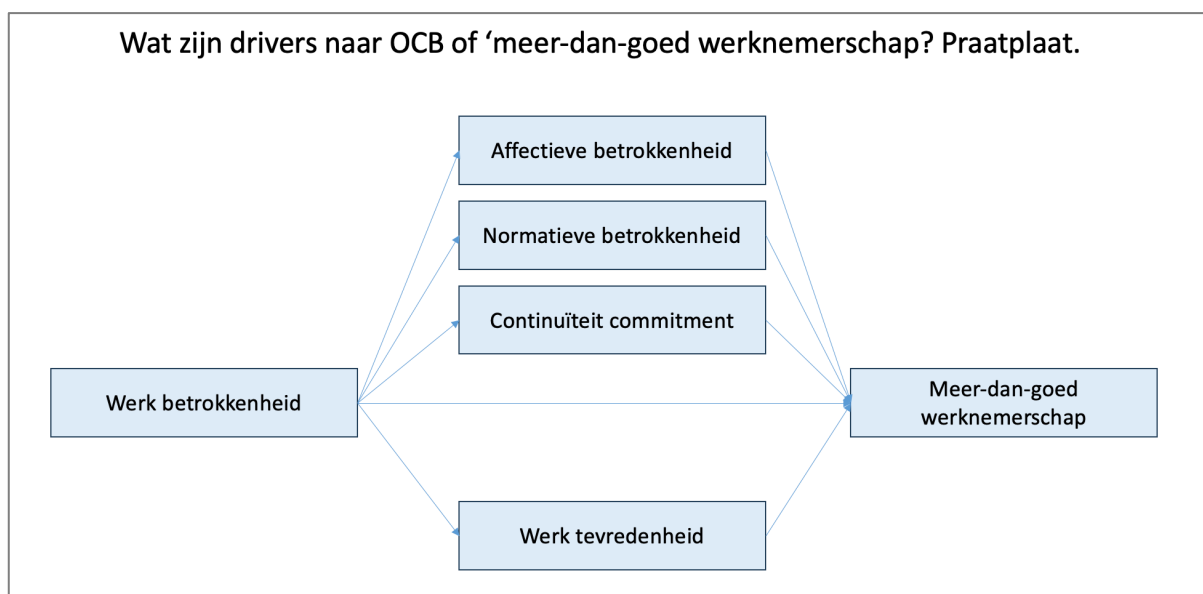 Wat zijn drivers naar OCB of ‘meer-dan-goed werknemerschap? Praatplaat.
Affectieve betrokkenheid
Normatieve betrokkenheid
Continuïteit commitment
Werk betrokkenheid
Meer-dan-goed
werknemerschap
Werk tevredenheid